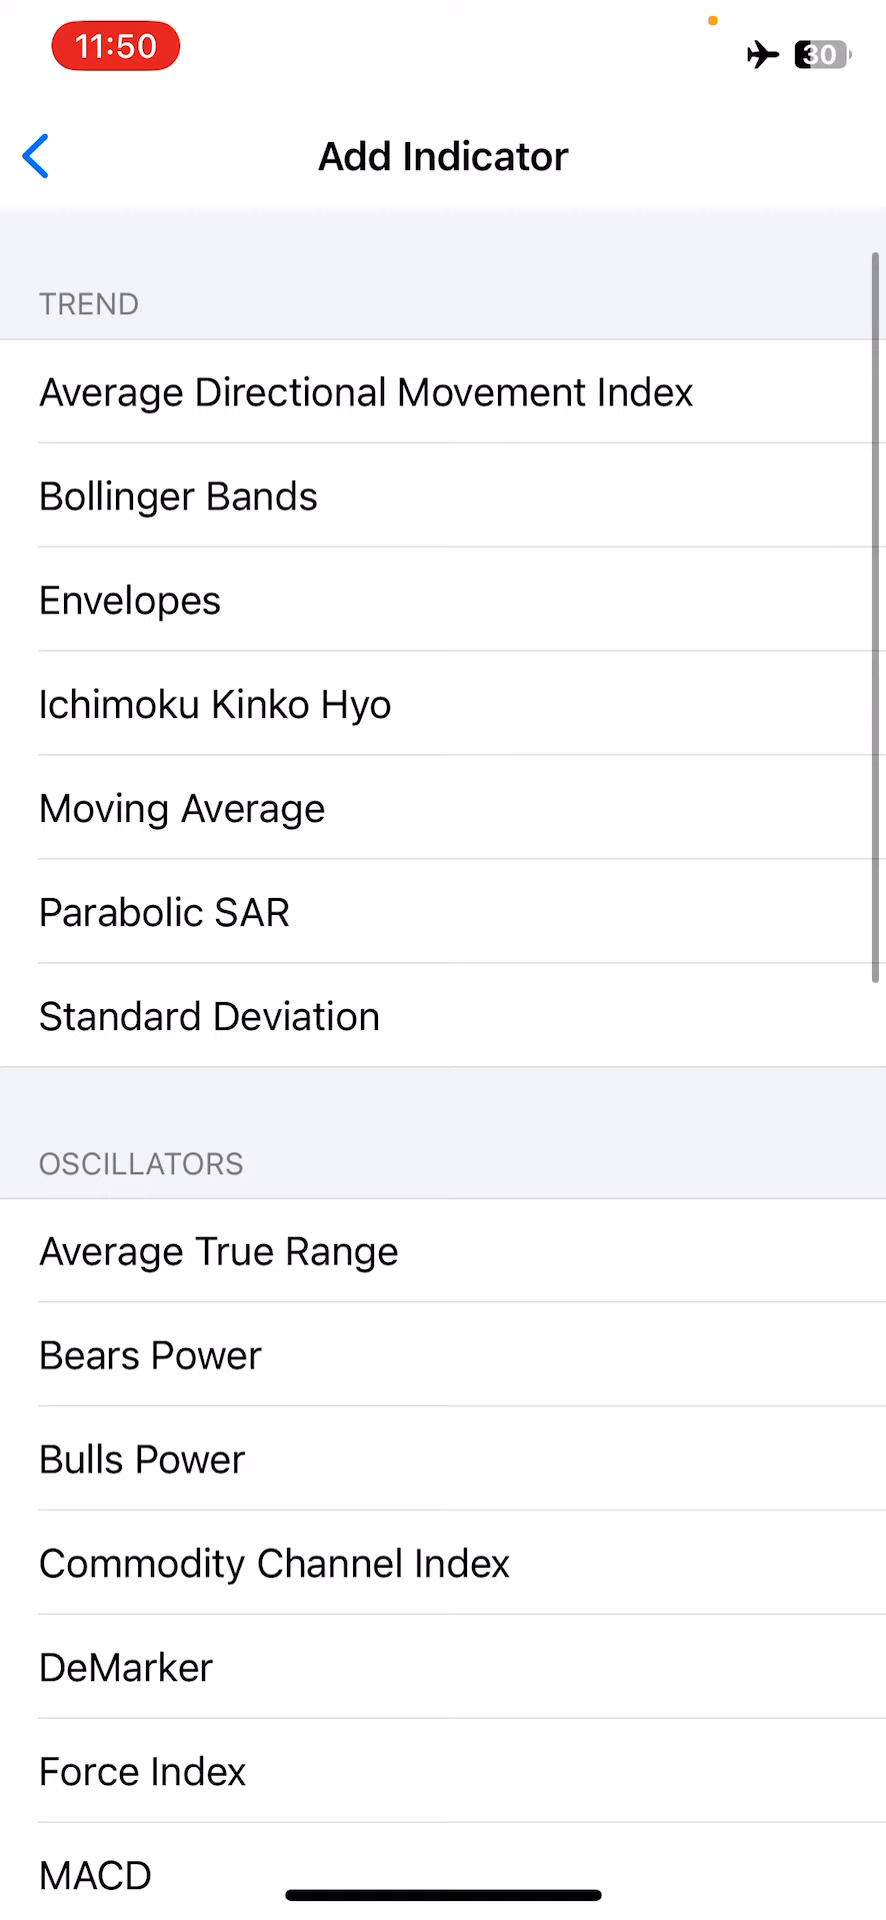 11:50
30
Add Indicator
TREND
Average Directional Movement Index
Bollinger Bands
Envelopes
Ichimoku Kinko Hyo
Moving Average
Parabolic SAR
Standard Deviation
OSCILLATORS
Average True Range
Bears Power
Bulls Power
Commodity Channel Index
DeMarker
Force Index
MACD